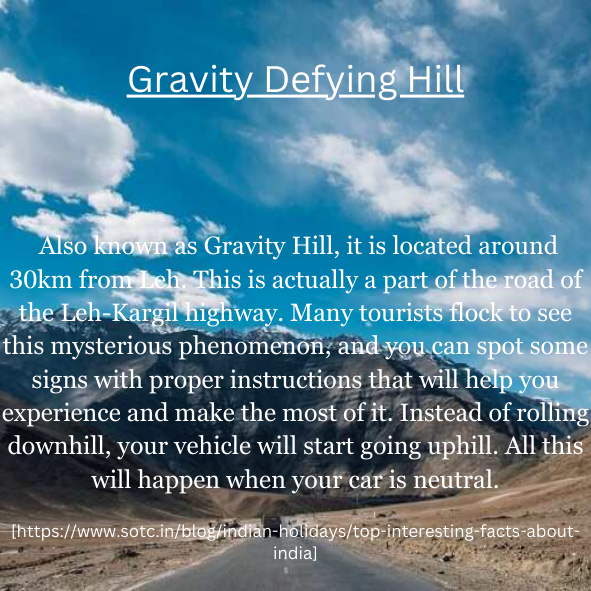 Gravity Defying Hill
Also known as Gravity Hill, it is located around
30km from Leh. This is actually a part of the road of
the Leh-Kargil highway. Many tourists flock to see
this mysterious phenomenon, and you can spot some
signs with proper instructions that will help you
experience and make the most of it. Instead of rolling
downhill, your vehicle will start going uphill. All this
will happen when your car is neutral.
[https://www.sotc.in/blog/indian-holidays/top-interesting-facts-about-
india]